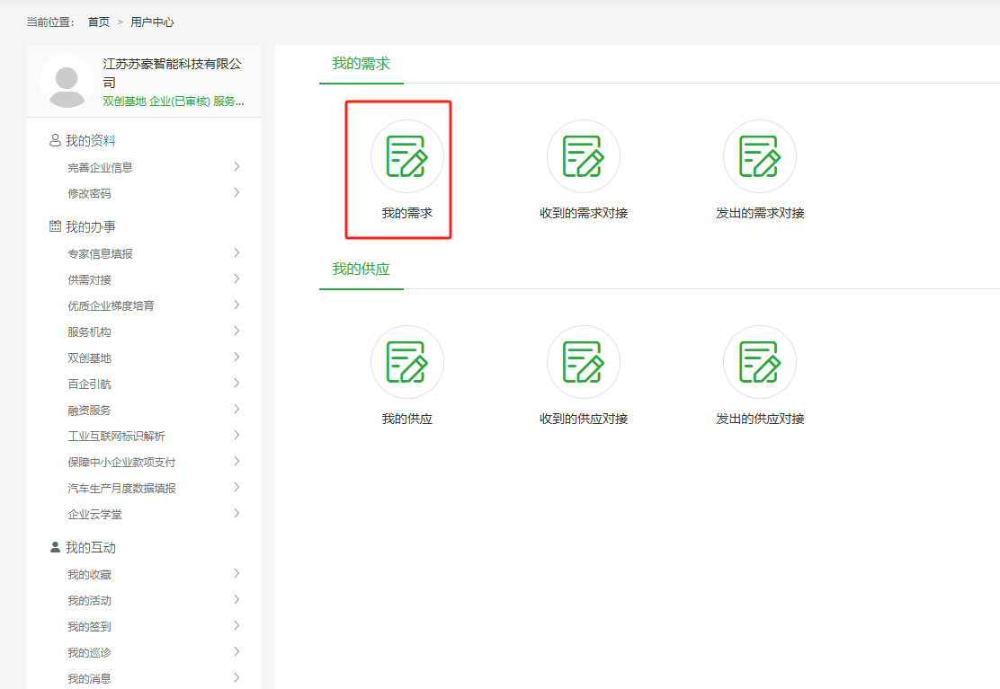 当前位置： 首页 > 用户中心
江苏苏豪智能科技有限公
司
双创基地 企业(已审核) 服务...
我的资料
完善企业信息
修改密码
我的办事
专家信息填报
供需对接
优质企业梯度培育
服务机构
双创基地
百企引航
融资服务
工业互联网标识解析
保障中小企业款项支付
汽车生产月度数据填报
企业云学堂
我的互动
我的收藏
我的活动
我的签到
我的巡诊
我的消息
我的需求
我的需求 收到的需求对接 发出的需求对接
我的供应
我的供应 收到的供应对接 发出的供应对接